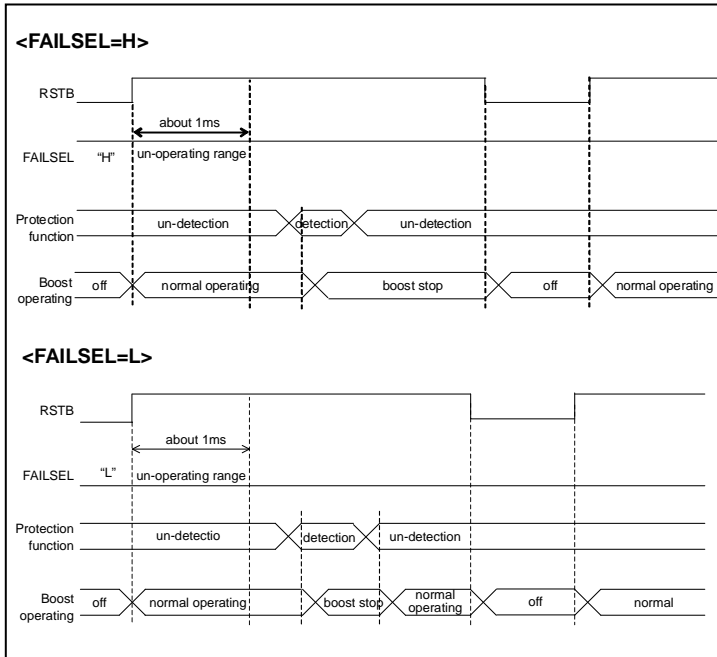 <FAILSEL=H>
RSTB
about 1ms
FAILSEL "H" un-operating range
Protection
function
un-detection detection un-detection
Boost
operating
off normal operating boost stop off normal operating
<FAILSEL=L>
RSTB
about 1ms
FAILSEL "L" un-operating range
Protection
function
un-detectio detection un-detection
Boost
operating
off normal operating boost stop normal
operating off normal